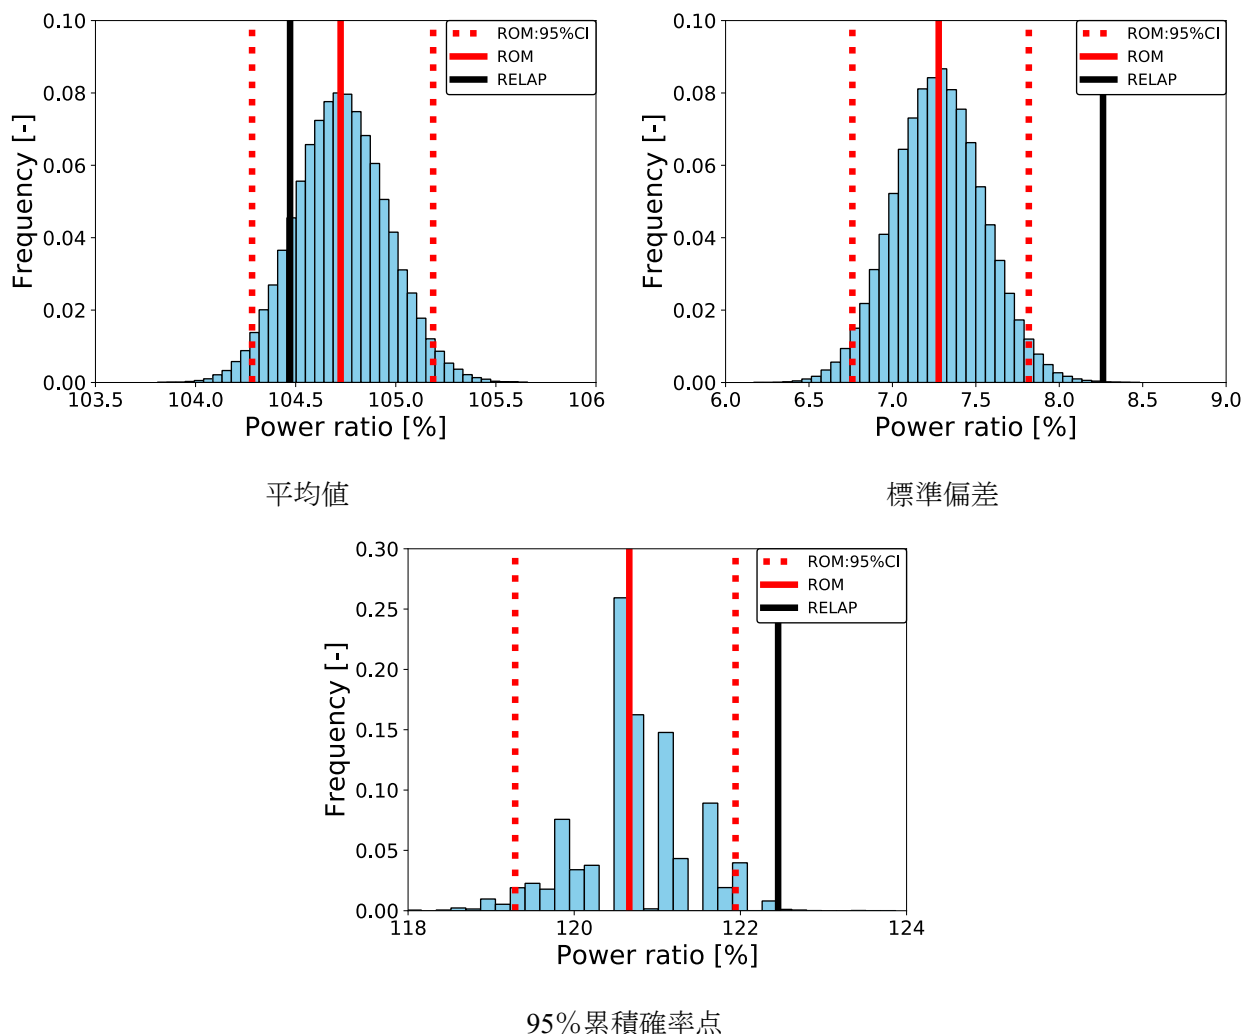 0.10
0.08
0.06
0.04
0.02
0.00
Frequency [-]
103.5 104.0 104.5 105.0 105.5 106
Power ratio [%]
ROM:95%CI
ROM
RELAP
平均値
0.10
0.08
0.06
0.04
0.02
0.00
Frequency [-]
6.0 6.5 7.0 7.5 8.0 8.5 9.0
Power ratio [%]
ROM:95%CI
ROM
RELAP
標準偏差
0.30
0.25
0.20
0.15
0.10
0.05
0.00
Frequency [-]
118 120 122 124
Power ratio [%]
ROM:95%CI
ROM
RELAP
95%累積確率点